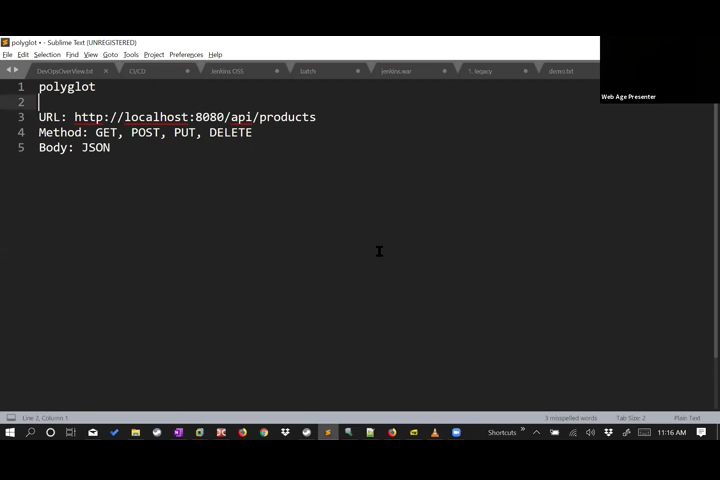 polyglot • - Sublime Text (UNREGISTERED)
File Edit Selection Find View Goto Tools Project Preferences Help
DevOpsOverView.txt CI/CD Jenkins OSS batch jenkins.war 1. legacy demo.txt
Web Age Presenter
1 polyglot
2
3 URL: http://localhost:8080/api/products
4 Method: GET, POST, PUT, DELETE
5 Body: JSON
Line 2, Column 1 3 misspelled words Tab Size: 2 Plain Text
Shortcuts » 11:16 AM